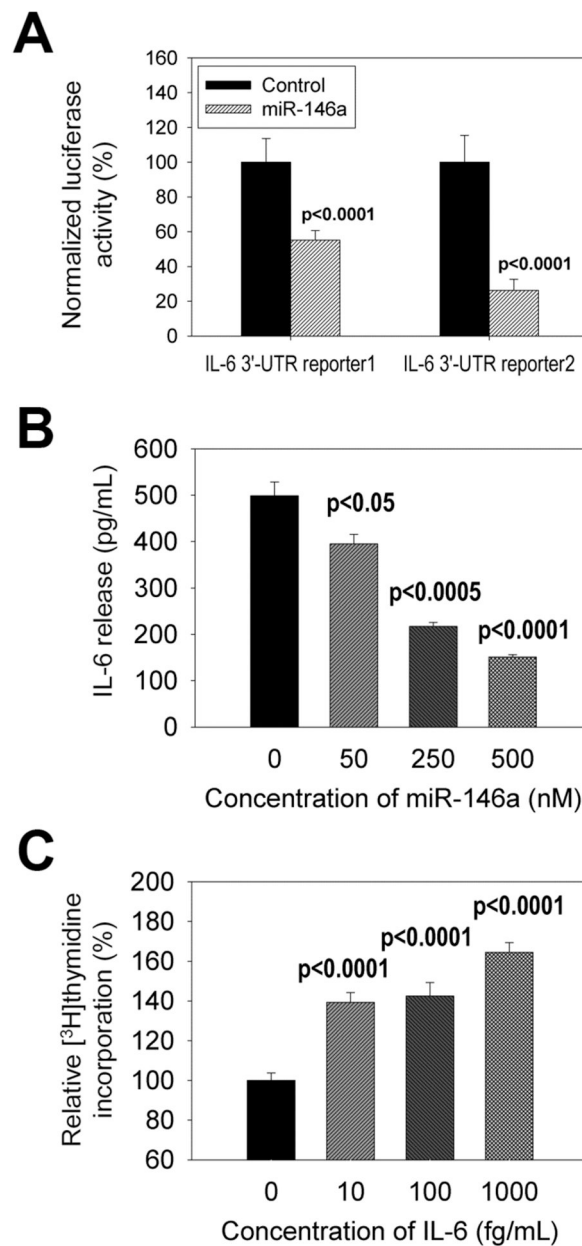 A
Normalized luciferase
activity (%)
160
140
120
100
80
60
40
20
0
Control
miR-146a
p<0.0001
p<0.0001
IL-6 3'-UTR reporter1
IL-6 3'-UTR reporter2
B
IL-6 release (pg/mL)
600
500
400
300
200
100
0
p<0.05
p<0.0005
p<0.0001
0 50 250 500
Concentration of miR-146a (nM)
C
Relative [³H]thymidine
incorporation (%)
200
180
160
140
120
100
80
60
p<0.0001
p<0.0001
p<0.0001
0 10 100 1000
Concentration of IL-6 (fg/mL)